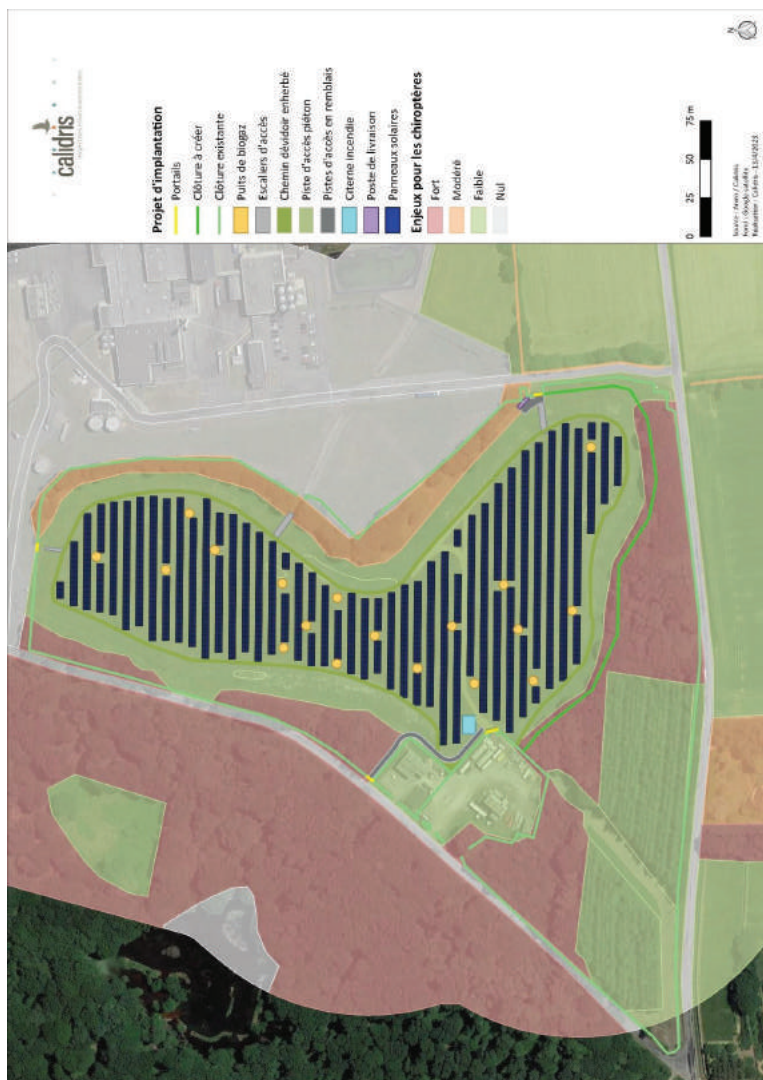 calidris
Projet d'implantation
Portails
Clôture à créer
Clôture existante
Puits de biogaz
Escaliers d'accès
Chemin dévidoir enherbé
Piste d'accès piéton
Pistes d'accès en remblais
Citerne incendie
Poste de livraison
Panneaux solaires
Enjeux pour les chiroptères
Fort
Modéré
Faible
Nul
0 25 50 75 m
N